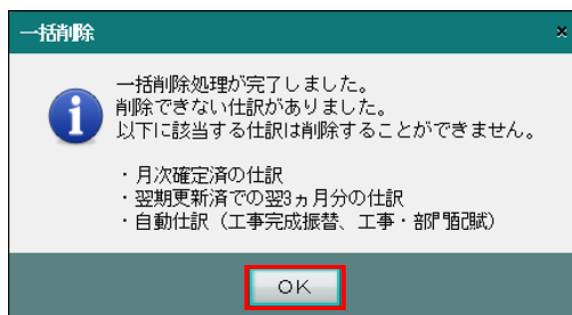 一括削除
×
一括削除処理が完了しました。
削除できない仕訳がありました。
以下に該当する仕訳は削除することができません。
・月次確定済の仕訳
・翌期更新済での翌3ヵ月分の仕訳
・自動仕訳（工事完成振替、工事・部門配賦）
OK